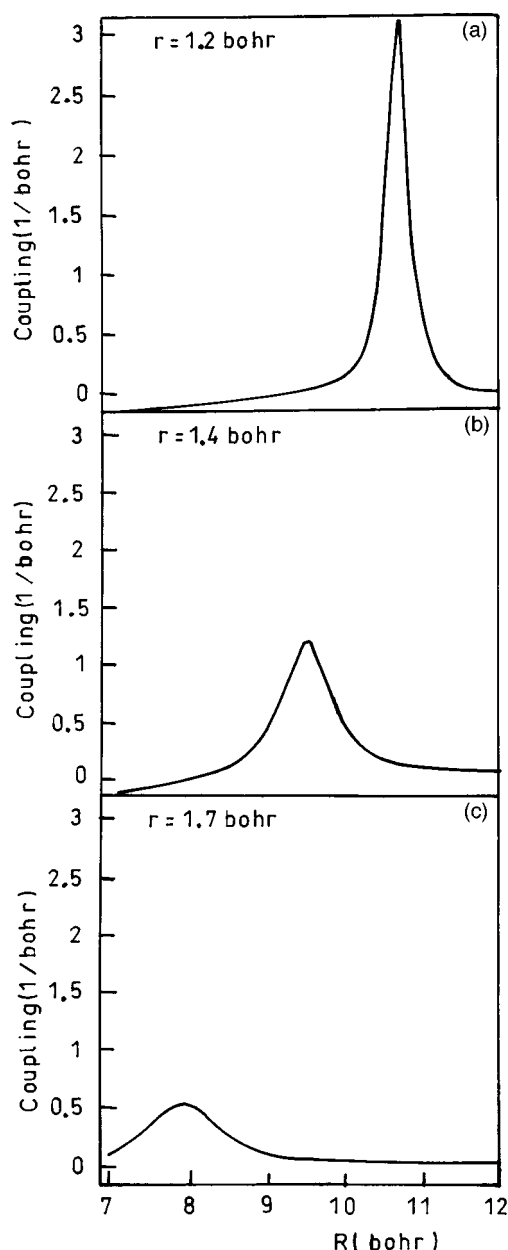 r = 1.2 bohr
(a)
3
2.5
2
1.5
1
0.5
0
Coupling(1/bohr)
r = 1.4 bohr
(b)
3
2.5
2
1.5
1
0.5
0
Coupling(1/bohr)
r = 1.7 bohr
(c)
3
2.5
2
1.5
1
0.5
0
Coupling(1/bohr)
7 8 9 10 11 12
R( bohr)